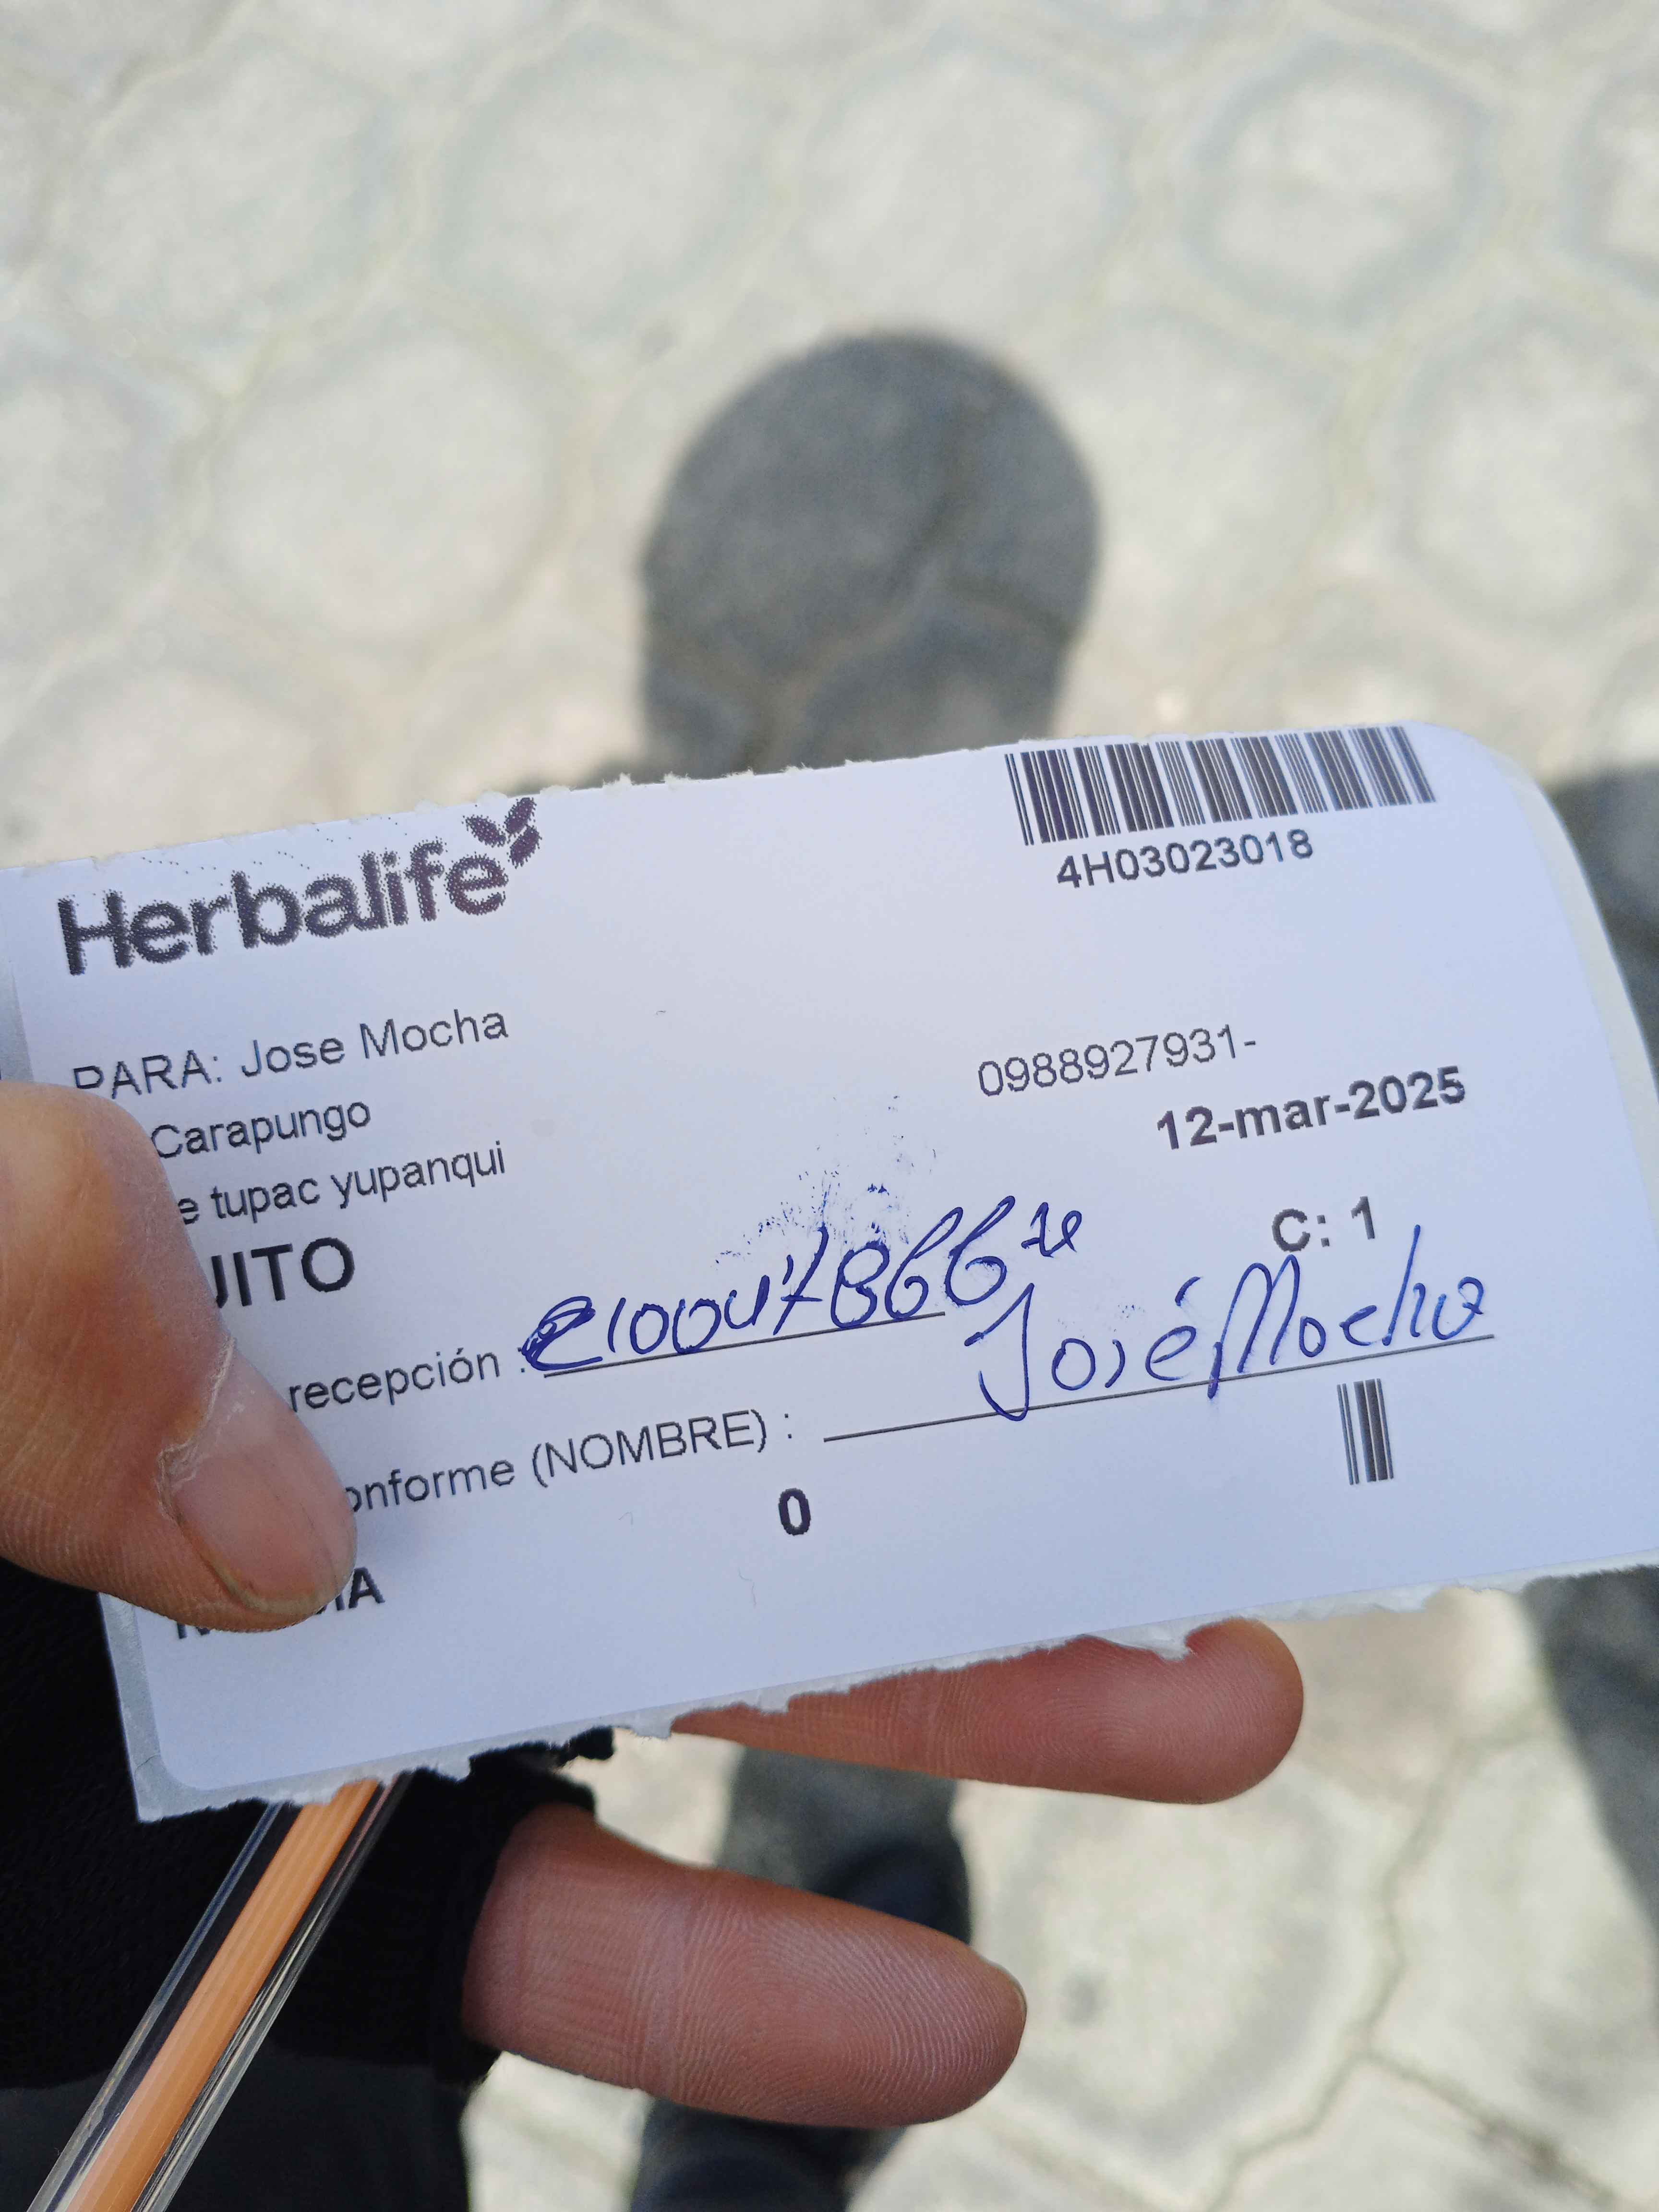 Herbalife
4H03023018
PARA: Jose Mocha
0988927931-
Carapungo
12-mar-2025
e tupac yupanqui
C: 1
UITO
recepción :
José Mocha
onforme (NOMBRE) :
0
IA